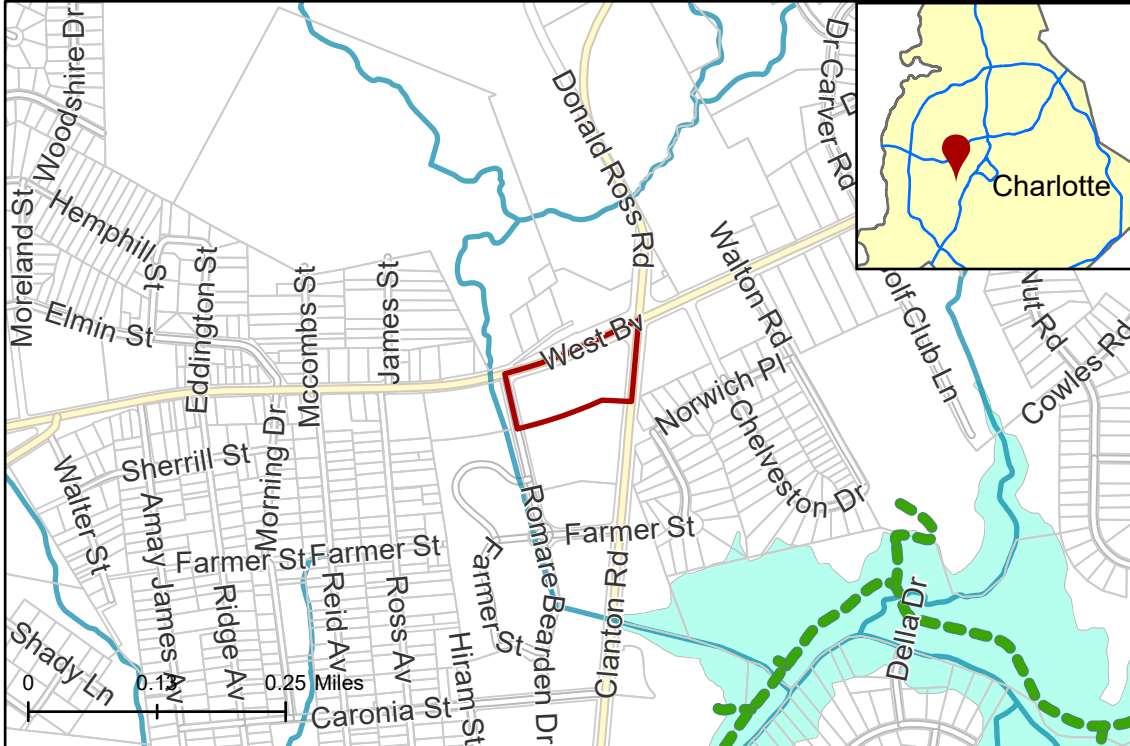 Woodshire Dr
Donald Ross Rd
Dr Carver Rd
D
Charlotte
Moreland St
Hemphill St
Elmin St
Eddington St
Mccombs St
James St
West Bv
Walton Rd
olf Club Ln
Nut Rd
Cowles Rd
Norwich Pl
Chelveston Dr
Sherrill St
Morning Dr
Walter St
Amay James Av
Farmer St
Farmer St
Farmer St
Farmer St
Romare Bearden Dr
Clanton Rd
Ridge Av
Reid Av
Ross Av
Hiram St
Della Dr
Shady Ln
Caronia St
0
0.13
0.25 Miles